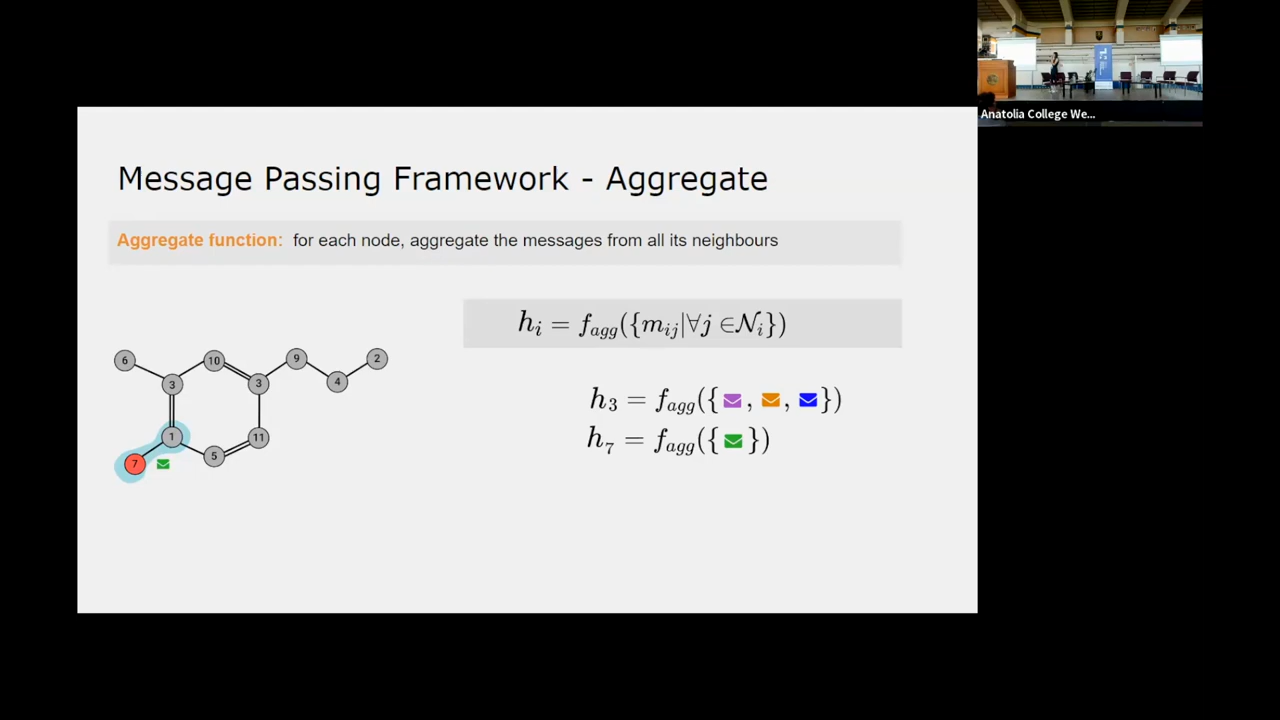 Anatolia College We...
Message Passing Framework - Aggregate
Aggregate function: for each node, aggregate the messages from all its neighbours
hᵢ = f_agg({mᵢⱼ|∀j ∈ 𝒩ᵢ})
h₃ = f_agg({ , , })
h₇ = f_agg({ })
6 10 9 2
3 3 4
1 11
7 5